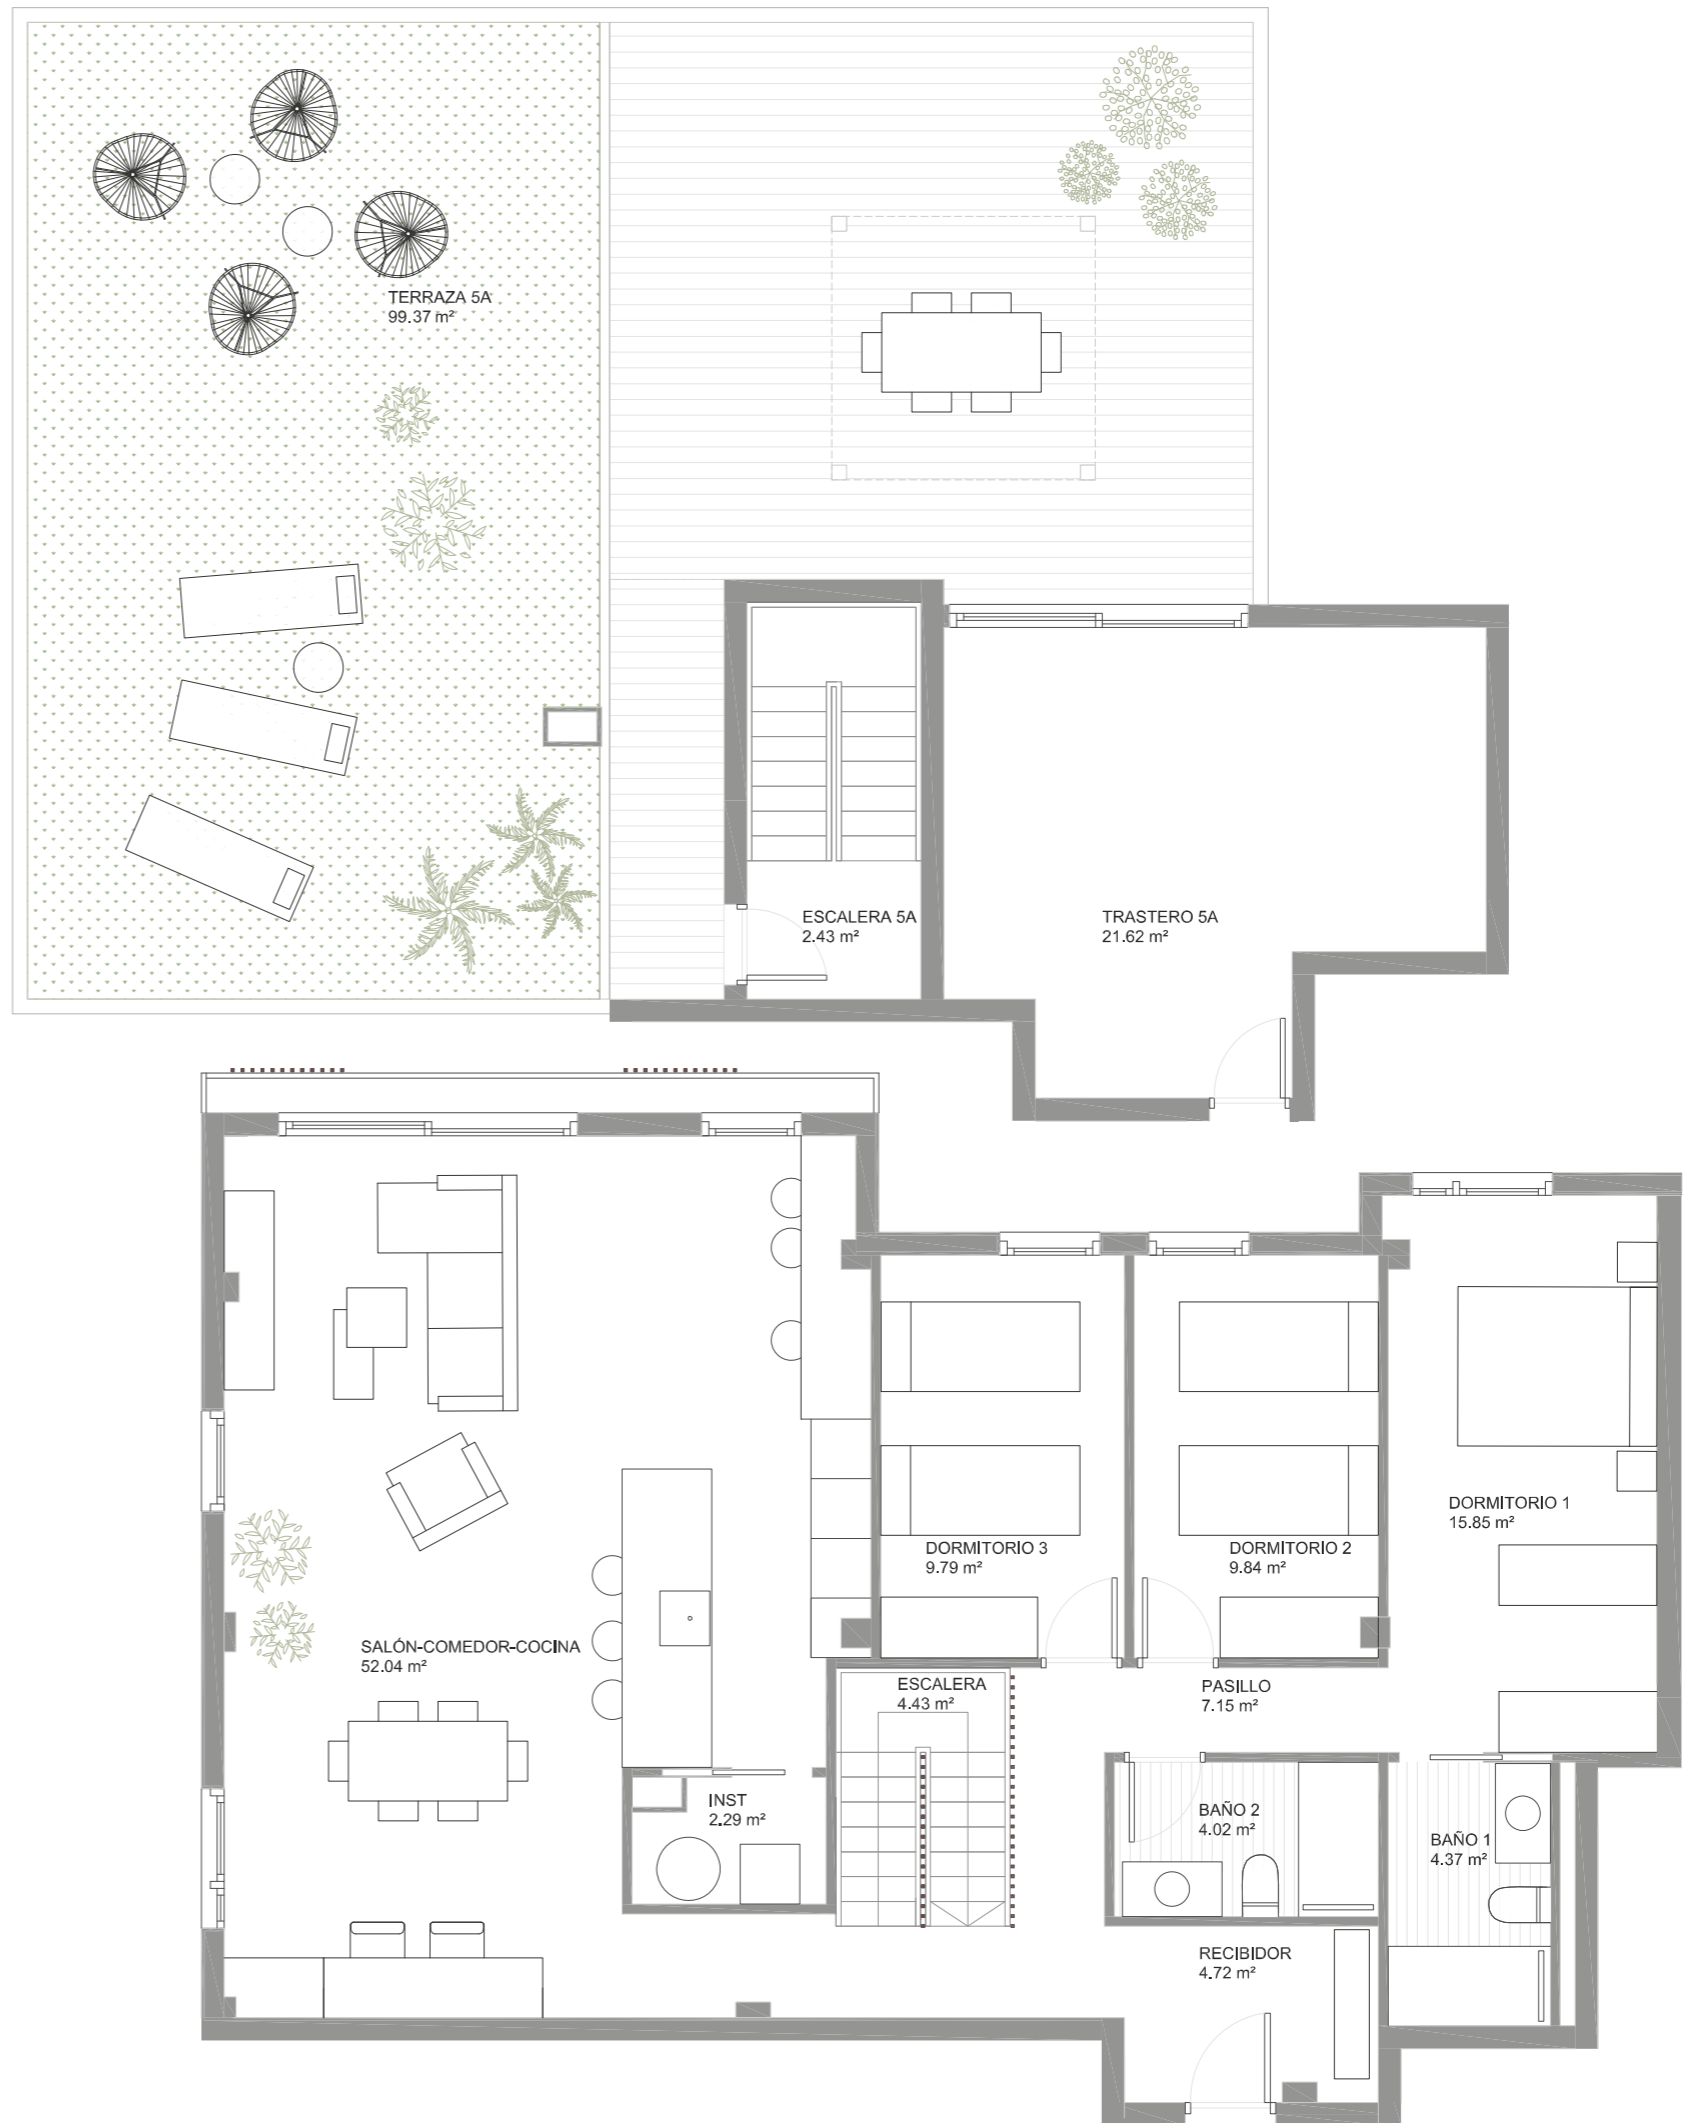 TERRAZA 5A
99.37 m²
ESCALERA 5A
2.43 m²
TRASTERO 5A
21.62 m²
DORMITORIO 1
15.85 m²
DORMITORIO 3
9.79 m²
DORMITORIO 2
9.84 m²
SALÓN-COMEDOR-COCINA
52.04 m²
ESCALERA
4.43 m²
PASILLO
7.15 m²
INST
2.29 m²
BAÑO 2
4.02 m²
BAÑO 1
4.37 m²
RECIBIDOR
4.72 m²